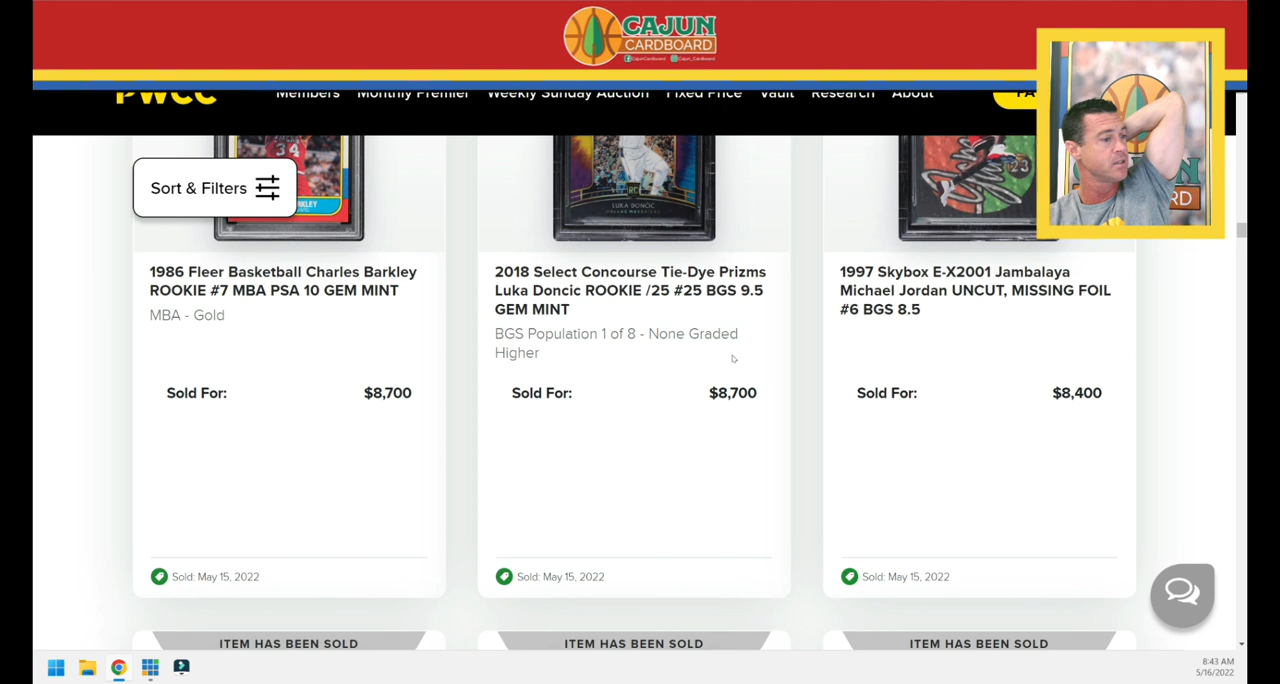 CAJUN
CARDBOARD
CajunCardboard Cajun_Cardboard
PWCC Members Monthly Premier Weekly Sunday Auction Fixed Price Vault Research About
Sort & Filters
LUKA DONCIC
1986 Fleer Basketball Charles Barkley
ROOKIE #7 MBA PSA 10 GEM MINT
MBA - Gold
Sold For: $8,700
Sold: May 15, 2022
2018 Select Concourse Tie-Dye Prizms
Luka Doncic ROOKIE /25 #25 BGS 9.5
GEM MINT
BGS Population 1 of 8 - None Graded
Higher
Sold For: $8,700
Sold: May 15, 2022
1997 Skybox E-X2001 Jambalaya
Michael Jordan UNCUT, MISSING FOIL
#6 BGS 8.5
Sold For: $8,400
Sold: May 15, 2022
ITEM HAS BEEN SOLD
ITEM HAS BEEN SOLD
ITEM HAS BEEN SOLD
8:43 AM
5/16/2022